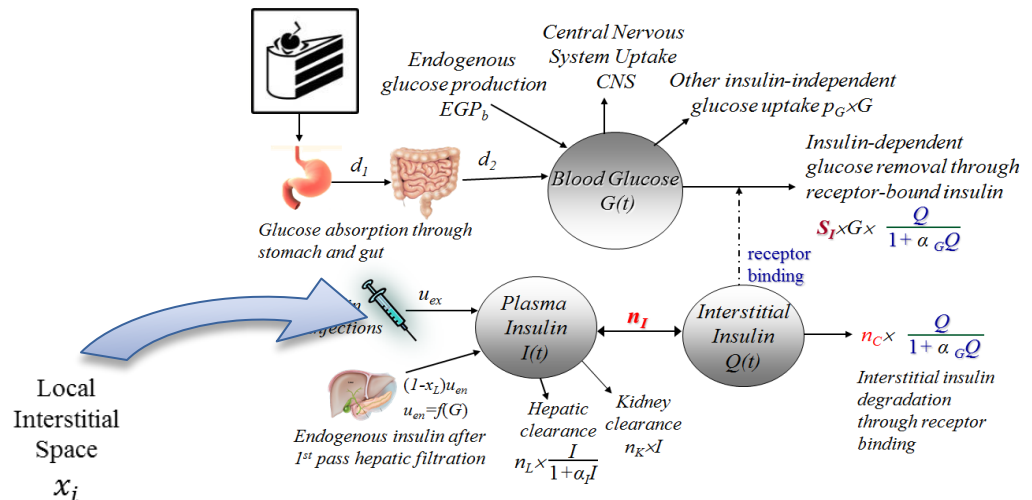 Central Nervous
System Uptake
CNS
Endogenous
glucose production
EGP_b
Other insulin-independent
glucose uptake p_G×G
d_1
d_2
Blood Glucose
G(t)
Insulin-dependent
glucose removal through
receptor-bound insulin
S_I×G× Q / (1+ α_G Q)
Glucose absorption through
stomach and gut
receptor
binding
u_ex
Plasma
Insulin
I(t)
n_I
Interstitial
Insulin
Q(t)
n_C× Q / (1+ α_G Q)
Interstitial insulin
degradation
through receptor
binding
(1-x_L)u_en
u_en=f(G)
Endogenous insulin after
1st pass hepatic filtration
Hepatic
clearance
n_L× I / (1+α_I I)
Kidney
clearance
n_K×I
Local
Interstitial
Space
x_i